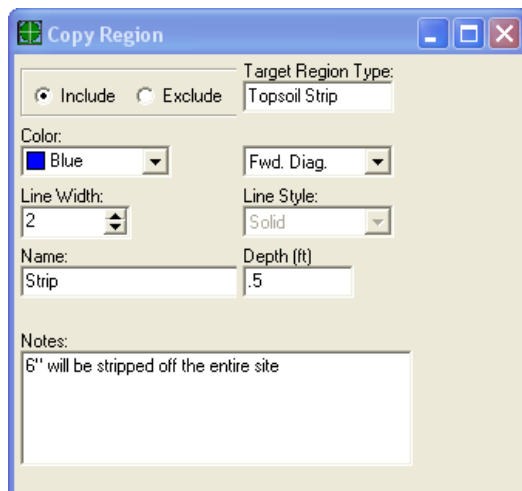 Copy Region
Target Region Type:
Include Exclude Topsoil Strip
Color:
Blue Fwd. Diag.
Line Width: Line Style:
2 Solid
Name: Depth (ft)
Strip .5
Notes:
6" will be stripped off the entire site